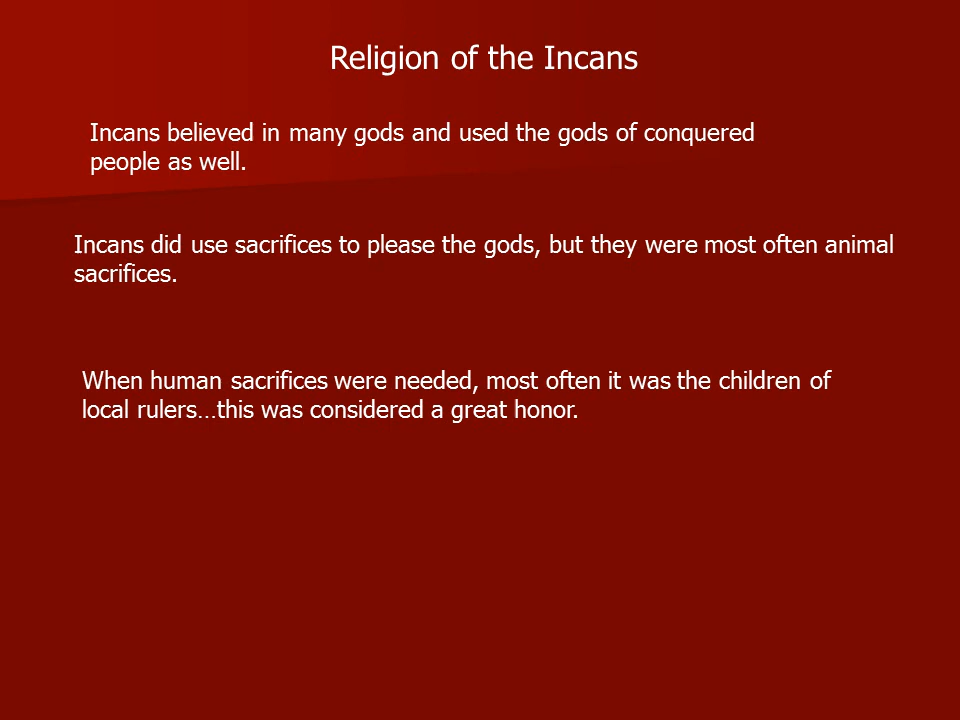 Religion of the Incans
Incans believed in many gods and used the gods of conquered
people as well.
Incans did use sacrifices to please the gods, but they were most often animal
sacrifices.
When human sacrifices were needed, most often it was the children of
local rulers…this was considered a great honor.